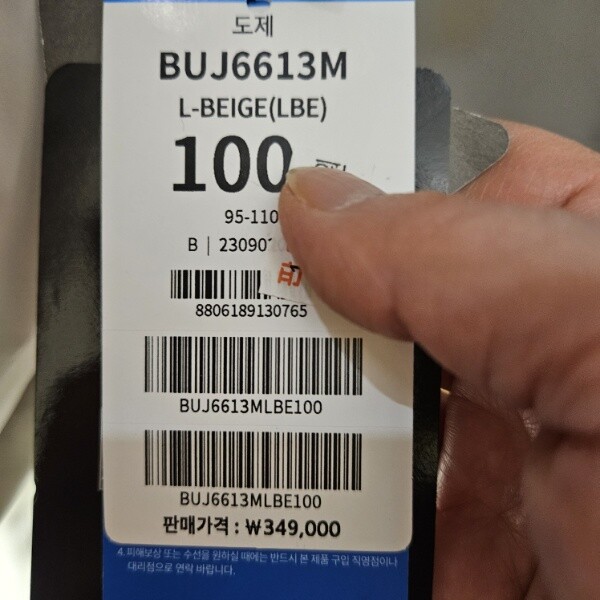 도제
BUJ6613M
L-BEIGE(LBE)
100
95-110
B | 23090
8806189130765
BUJ6613MLBE100
BUJ6613MLBE100
판매가격 : ₩349,000
4. 피해보상 또는 수선을 원하실 때에는 반드시 본 제품 구입 직영점이나
대리점으로 연락 바랍니다.